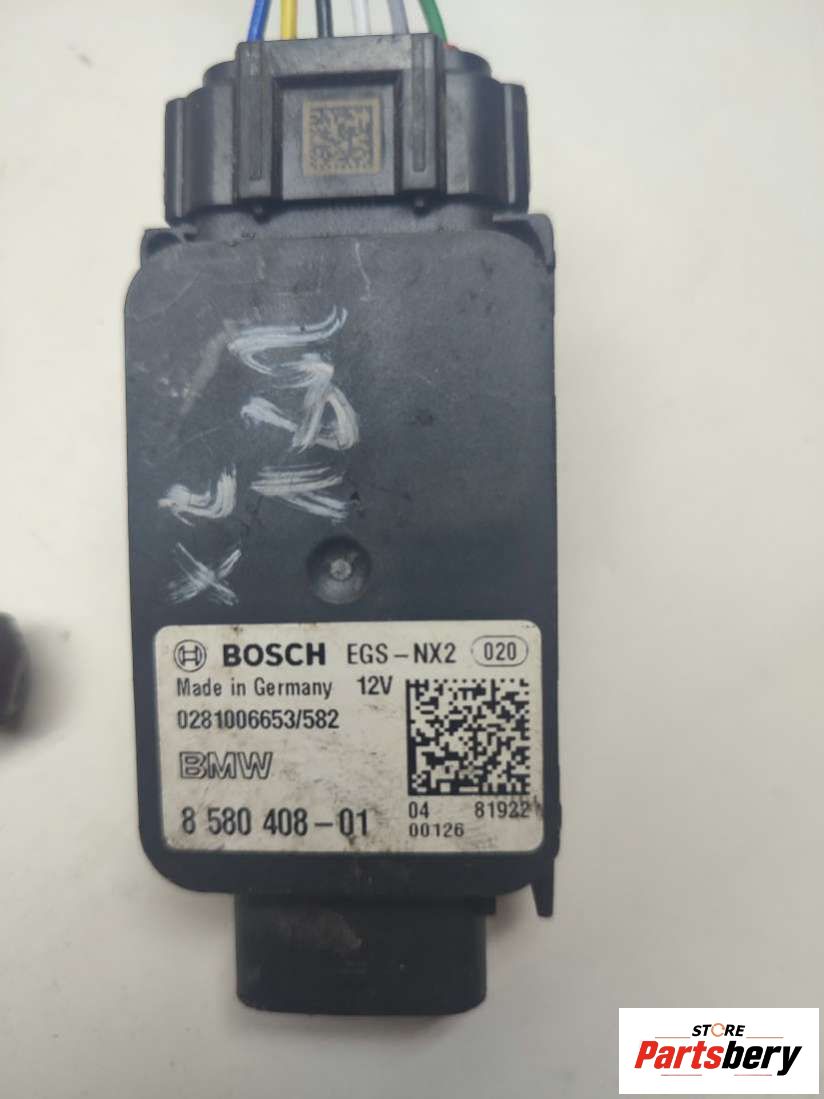 X5
BOSCH EGS-NX2 020
Made in Germany 12V
0281006653/582
BMW
8 580 408-01
04 81922
00126
STORE
Partsbery